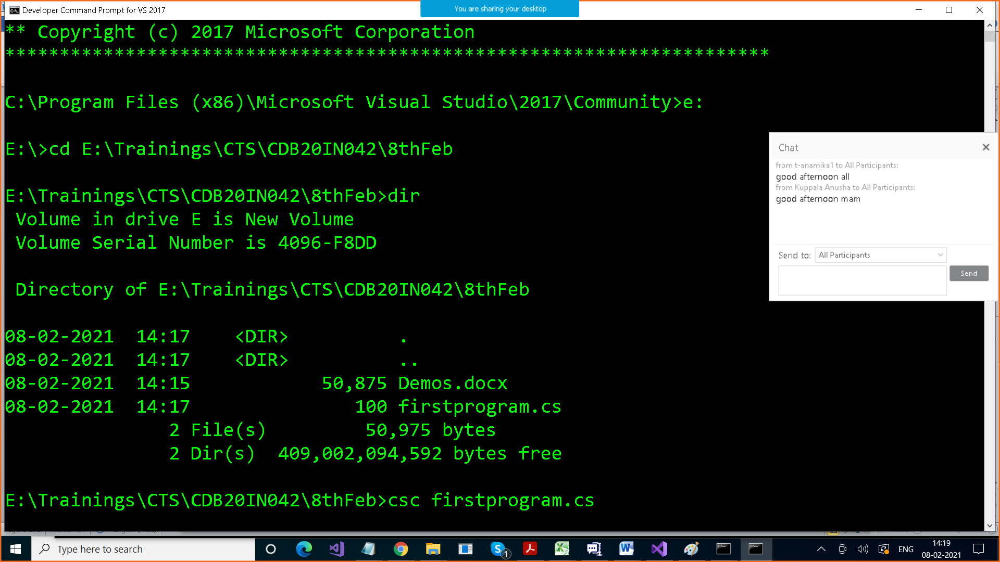 Developer Command Prompt for VS 2017
You are sharing your desktop
** Copyright (c) 2017 Microsoft Corporation
**********************************************************************
C:\Program Files (x86)\Microsoft Visual Studio\2017\Community>e:
E:\>cd E:\Trainings\CTS\CDB20IN042\8thFeb
E:\Trainings\CTS\CDB20IN042\8thFeb>dir
Volume in drive E is New Volume
Volume Serial Number is 4096-F8DD
Directory of E:\Trainings\CTS\CDB20IN042\8thFeb
08-02-2021 14:17 <DIR> .
08-02-2021 14:17 <DIR> ..
08-02-2021 14:15 50,875 Demos.docx
08-02-2021 14:17 100 firstprogram.cs
2 File(s) 50,975 bytes
2 Dir(s) 409,002,094,592 bytes free
E:\Trainings\CTS\CDB20IN042\8thFeb>csc firstprogram.cs
Chat
from t-anamika1 to All Participants:
good afternoon all
from Kuppala Anusha to All Participants:
good afternoon mam
Send to: All Participants
Send
Type here to search
1
ENG
14:19
08-02-2021